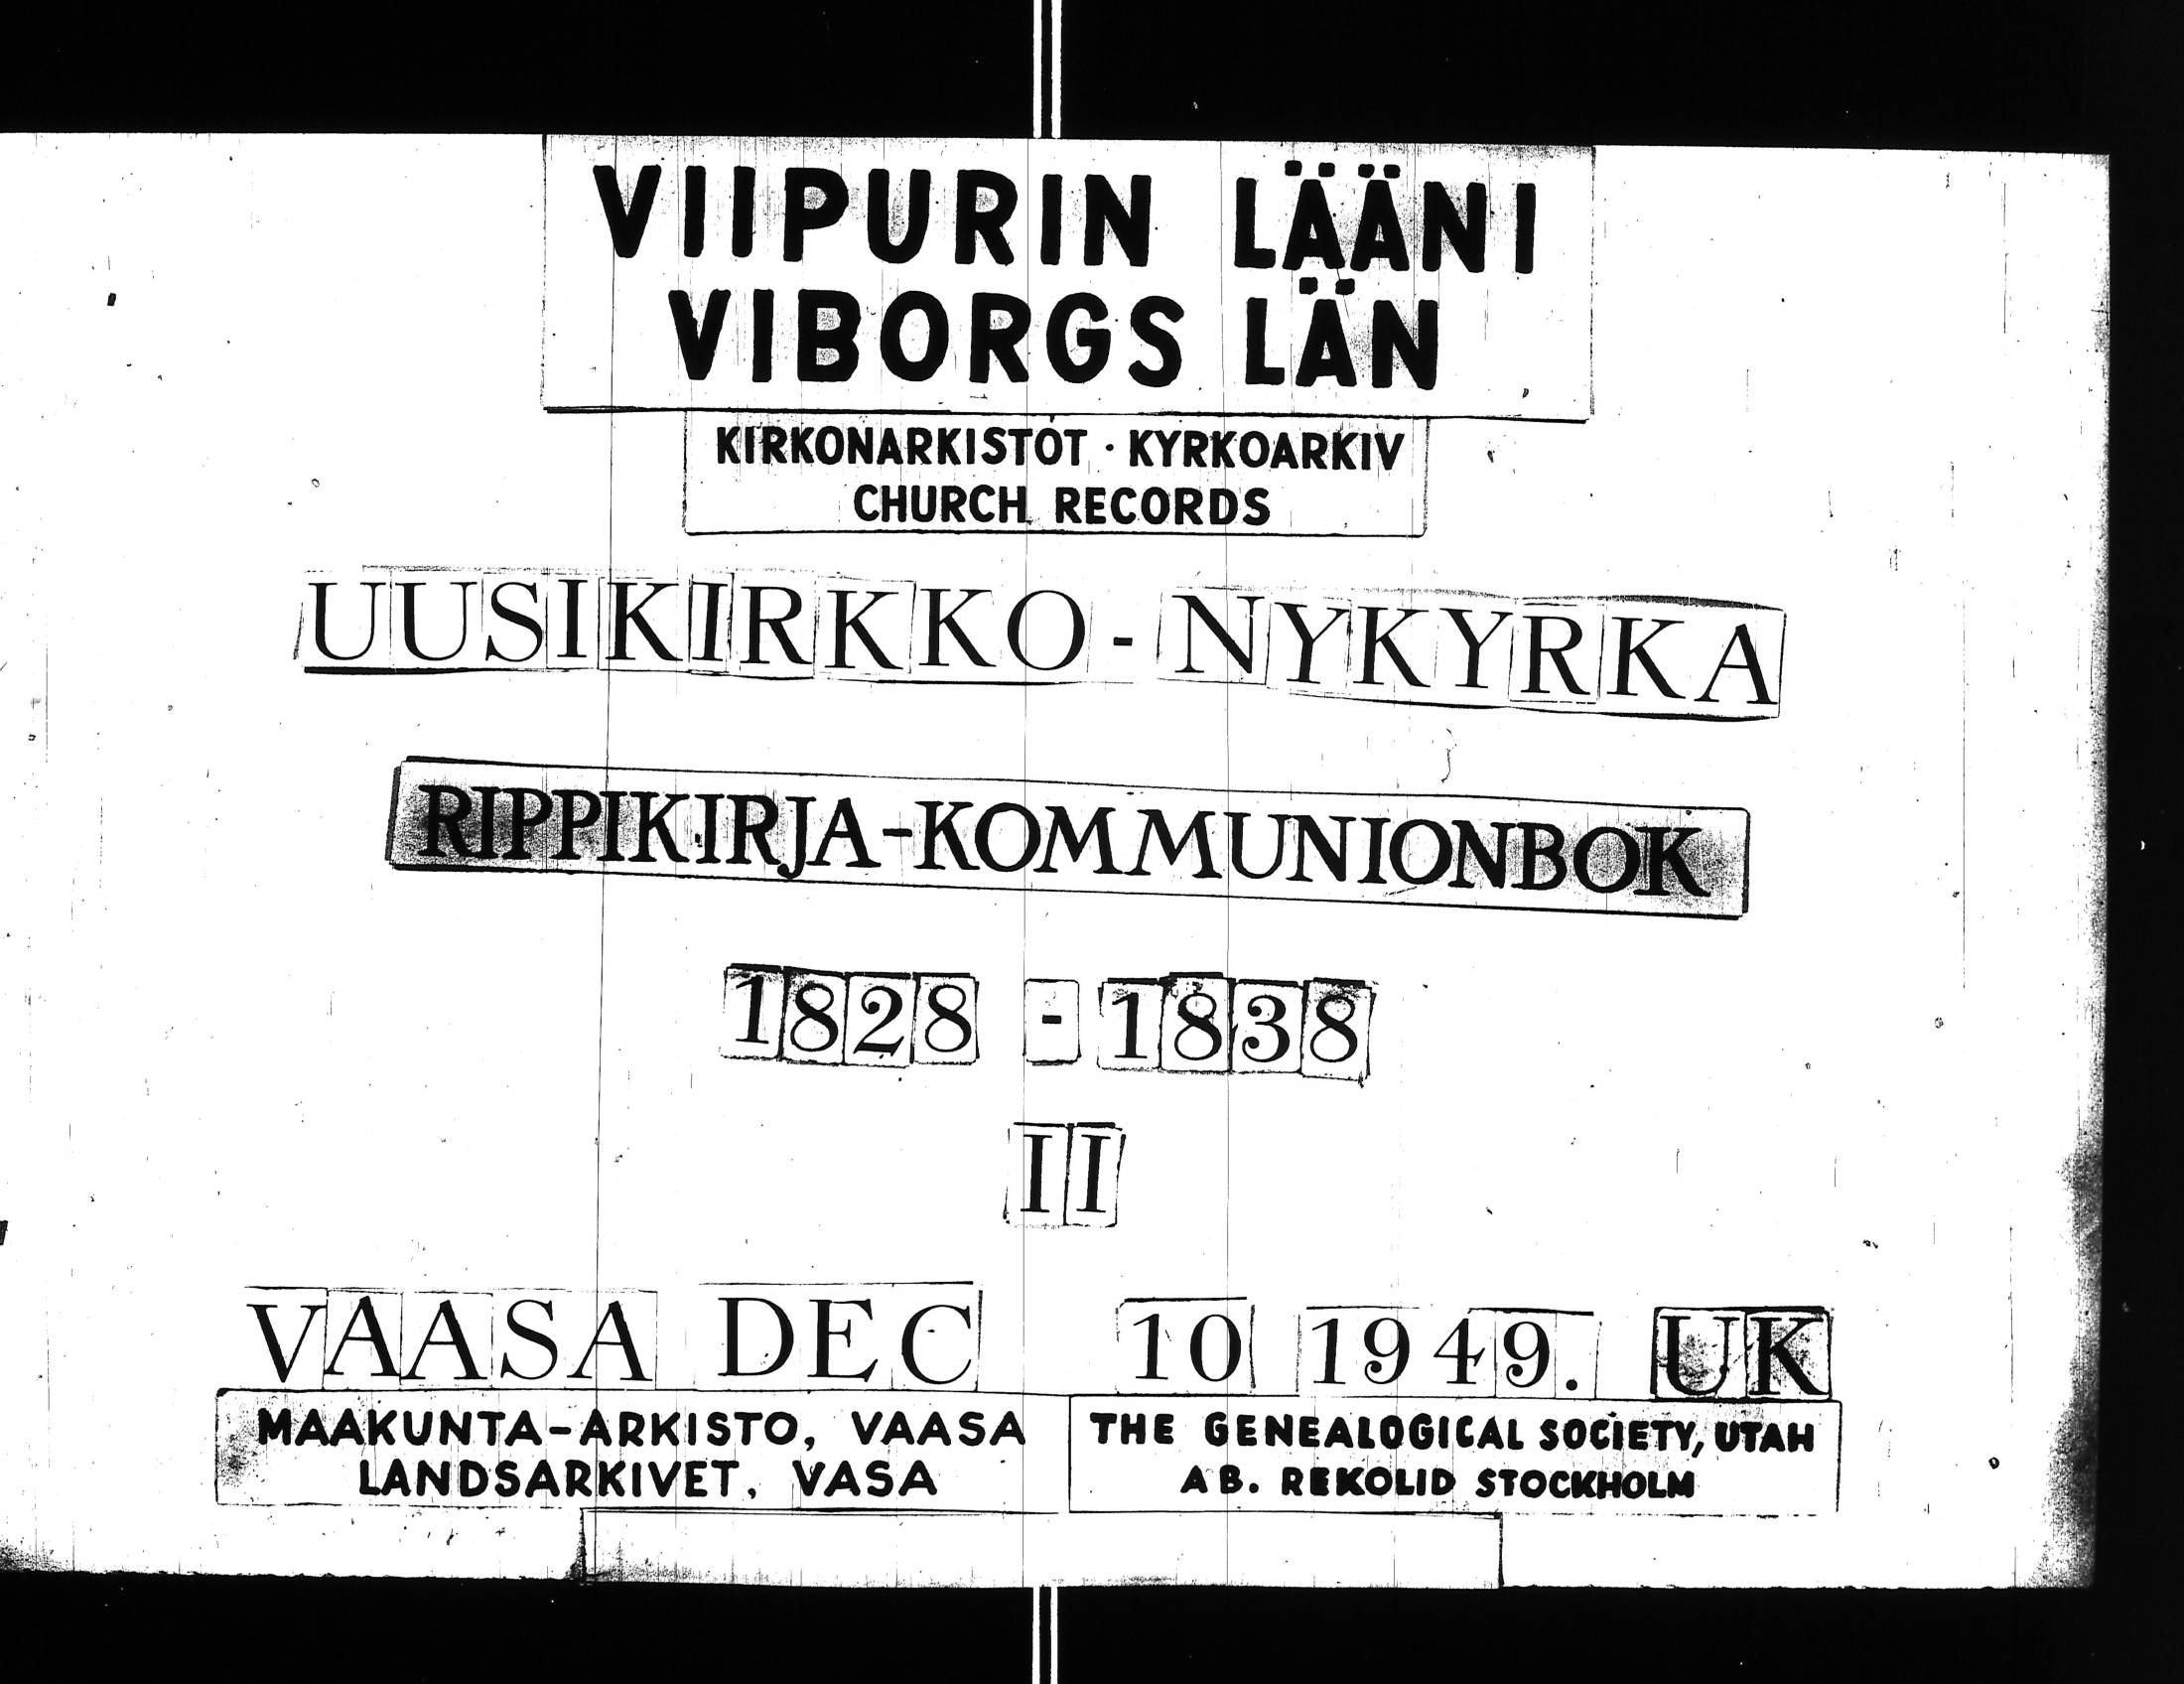 VIIPURIN LÄÄNI
VIBORGS LÄN
KIRKONARKISTOT · KYRKOARKIV
CHURCH RECORDS
UUSIKIRKKO - NYKYRKA
RIPPIKIRJA-KOMMUNIONBOK
1828 - 1838
II
VAASA DEC 10 1949. UK
MAAKUNTA-ARKISTO, VAASA
LANDSARKIVET, VASA
THE GENEALOGICAL SOCIETY, UTAH
AB. REKOLID STOCKHOLM